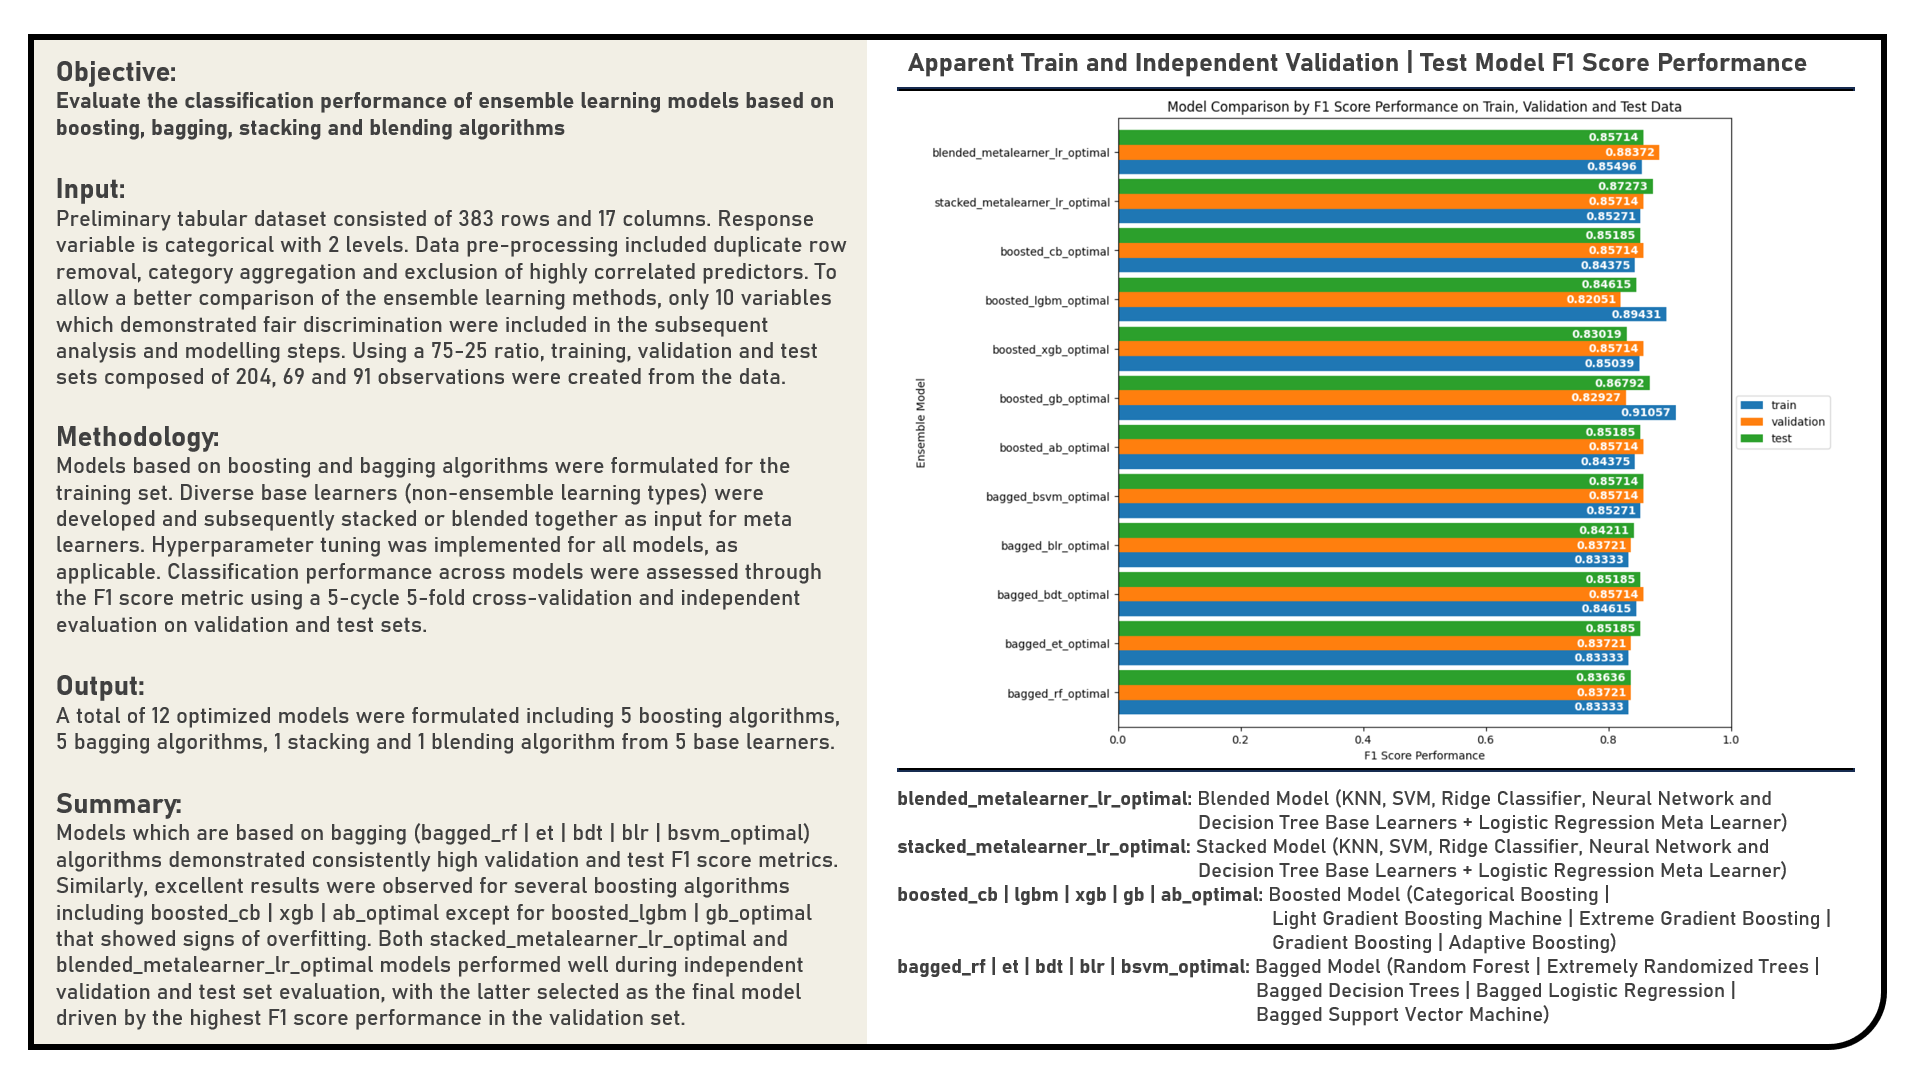 Objective:
Evaluate the classification performance of ensemble learning models based on
boosting, bagging, stacking and blending algorithms
Input:
Preliminary tabular dataset consisted of 383 rows and 17 columns. Response
variable is categorical with 2 levels. Data pre-processing included duplicate row
removal, category aggregation and exclusion of highly correlated predictors. To
allow a better comparison of the ensemble learning methods, only 10 variables
which demonstrated fair discrimination were included in the subsequent
analysis and modelling steps. Using a 75-25 ratio, training, validation and test
sets composed of 204, 69 and 91 observations were created from the data.
Methodology:
Models based on boosting and bagging algorithms were formulated for the
training set. Diverse base learners (non-ensemble learning types) were
developed and subsequently stacked or blended together as input for meta
learners. Hyperparameter tuning was implemented for all models, as
applicable. Classification performance across models were assessed through
the F1 score metric using a 5-cycle 5-fold cross-validation and independent
evaluation on validation and test sets.
Output:
A total of 12 optimized models were formulated including 5 boosting algorithms,
5 bagging algorithms, 1 stacking and 1 blending algorithm from 5 base learners.
Summary:
Models which are based on bagging (bagged_rf | et | bdt | blr | bsvm_optimal)
algorithms demonstrated consistently high validation and test F1 score metrics.
Similarly, excellent results were observed for several boosting algorithms
including boosted_cb | xgb | ab_optimal except for boosted_lgbm | gb_optimal
that showed signs of overfitting. Both stacked_metalearner_lr_optimal and
blended_metalearner_lr_optimal models performed well during independent
validation and test set evaluation, with the latter selected as the final model
driven by the highest F1 score performance in the validation set.
Apparent Train and Independent Validation | Test Model F1 Score Performance
Model Comparison by F1 Score Performance on Train, Validation and Test Data
Ensemble Model
0.85714
blended_metalearner_lr_optimal 0.88372
0.85496
0.87273
stacked_metalearner_lr_optimal 0.85714
0.85271
0.85185
boosted_cb_optimal 0.85714
0.84375
0.84615
boosted_lgbm_optimal 0.82051
0.89431
0.83019
boosted_xgb_optimal 0.85714
0.85039
0.86792
boosted_gb_optimal 0.82927
0.91057
0.85185
boosted_ab_optimal 0.85714
0.84375
0.85714
bagged_bsvm_optimal 0.85714
0.85271
0.84211
bagged_blr_optimal 0.83721
0.83333
0.85185
bagged_bdt_optimal 0.85714
0.84615
0.85185
bagged_et_optimal 0.83721
0.83333
0.83636
bagged_rf_optimal 0.83721
0.83333
0.0 0.2 0.4 0.6 0.8 1.0
F1 Score Performance
train
validation
test
blended_metalearner_lr_optimal: Blended Model (KNN, SVM, Ridge Classifier, Neural Network and
Decision Tree Base Learners + Logistic Regression Meta Learner)
stacked_metalearner_lr_optimal: Stacked Model (KNN, SVM, Ridge Classifier, Neural Network and
Decision Tree Base Learners + Logistic Regression Meta Learner)
boosted_cb | lgbm | xgb | gb | ab_optimal: Boosted Model (Categorical Boosting |
Light Gradient Boosting Machine | Extreme Gradient Boosting |
Gradient Boosting | Adaptive Boosting)
bagged_rf | et | bdt | blr | bsvm_optimal: Bagged Model (Random Forest | Extremely Randomized Trees |
Bagged Decision Trees | Bagged Logistic Regression |
Bagged Support Vector Machine)